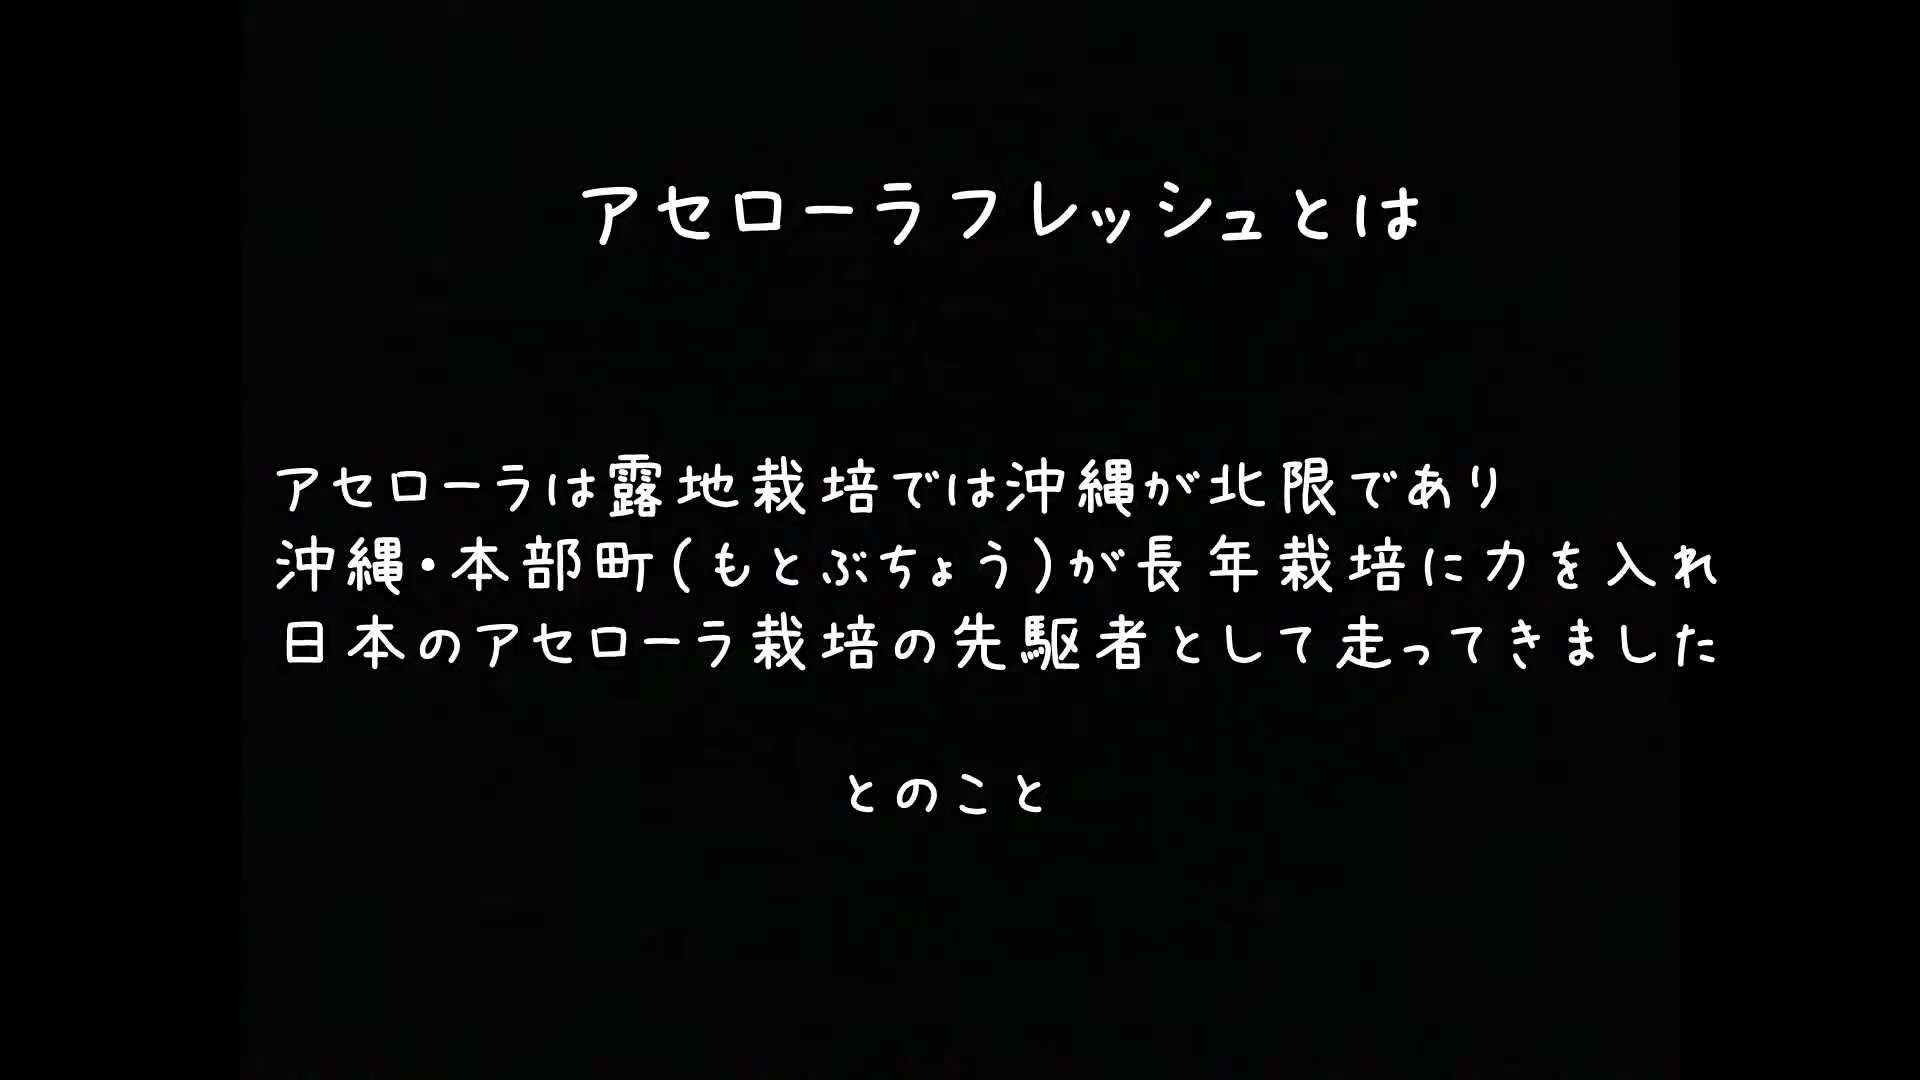 アセローラフレッシュとは
アセローラは露地栽培では沖縄が北限であり
沖縄・本部町(もとぶちょう)が長年栽培に力を入れ
日本のアセローラ栽培の先駆者として走ってきました
とのこと